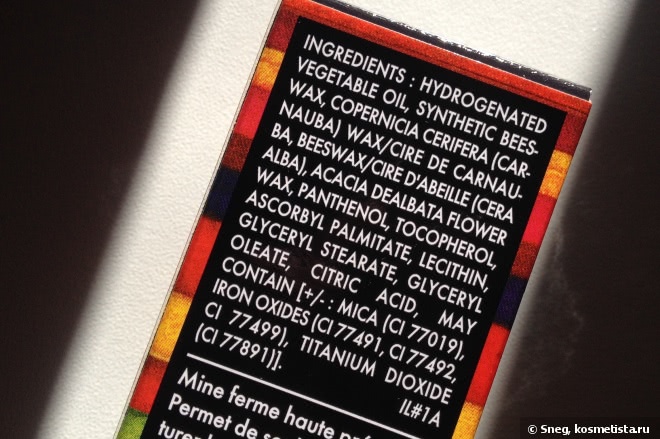 INGREDIENTS : HYDROGENATED
VEGETABLE OIL, SYNTHETIC BEES-
WAX, COPERNICIA CERIFERA (CAR-
NAUBA) WAX/CIRE DE CARNAU-
BA, BEESWAX/CIRE D'ABEILLE (CERA
ALBA), ACACIA DEALBATA FLOWER
WAX, PANTHENOL, TOCOPHEROL,
ASCORBYL PALMITATE, LECITHIN,
GLYCERYL STEARATE, GLYCERYL
OLEATE, CITRIC ACID, MAY
CONTAIN [+/- : MICA (CI 77019),
IRON OXIDES (CI 77491, CI 77492,
CI 77499), TITANIUM DIOXIDE
(CI 77891)].
IL#1A
Mine ferme haute
Permet de
© Sneg, kosmetista.ru